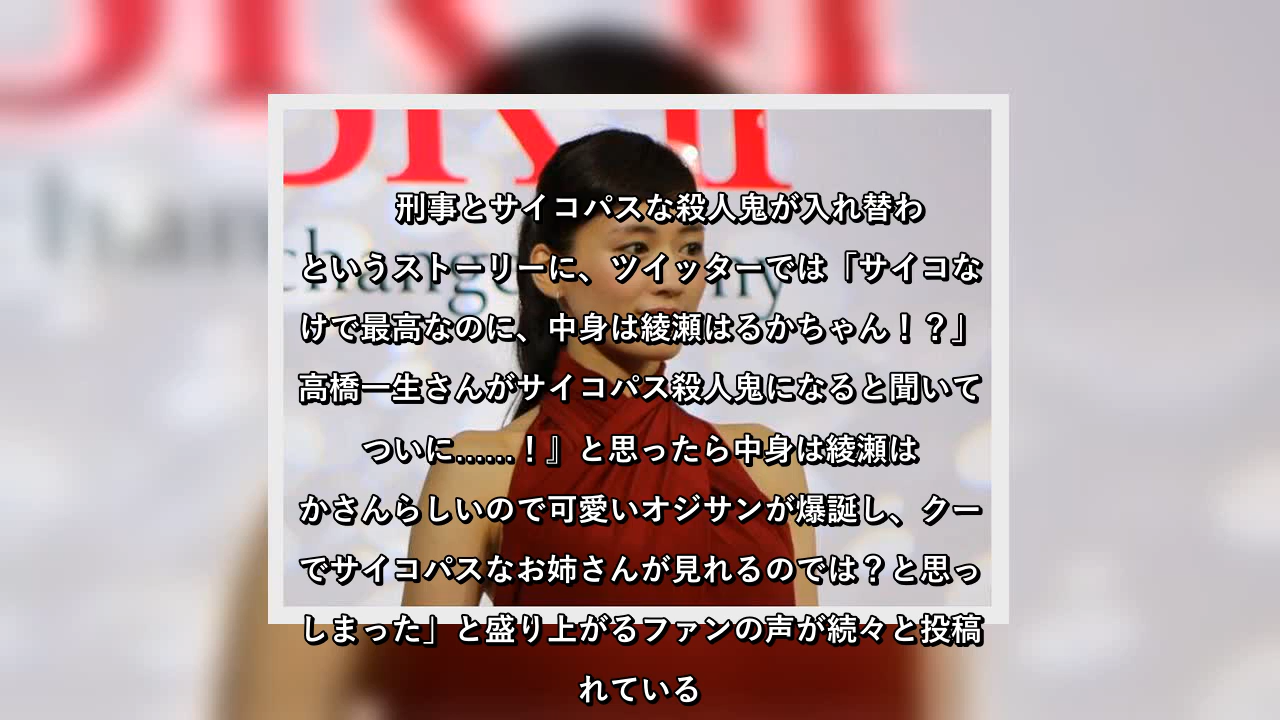 刑事とサイコパスな殺人鬼が入れ替わ
というストーリーに、ツイッターでは「サイコな
けで最高なのに、中身は綾瀬はるかちゃん！？」
高橋一生さんがサイコパス殺人鬼になると聞いて
ついに……！』と思ったら中身は綾瀬は
かさんらしいので可愛いオジサンが爆誕し、クー
でサイコパスなお姉さんが見れるのでは？と思っ
しまった」と盛り上がるファンの声が続々と投稿
れている